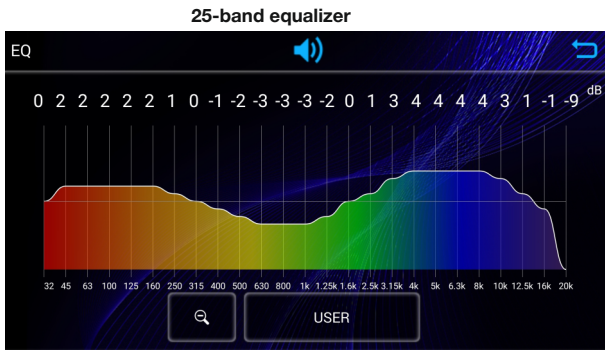 25-band equalizer
EQ
dB
0 2 2 2 2 2 1 0 -1 -2 -3 -3 -3 -2 0 1 3 4 4 4 4 3 1 -1 -9
32 45 63 100 125 160 250 315 400 500 630 800 1k 1.25k 1.6k 2.5k 3.15k 4k 5k 6.3k 8k 10k 12.5k 16k 20k
USER